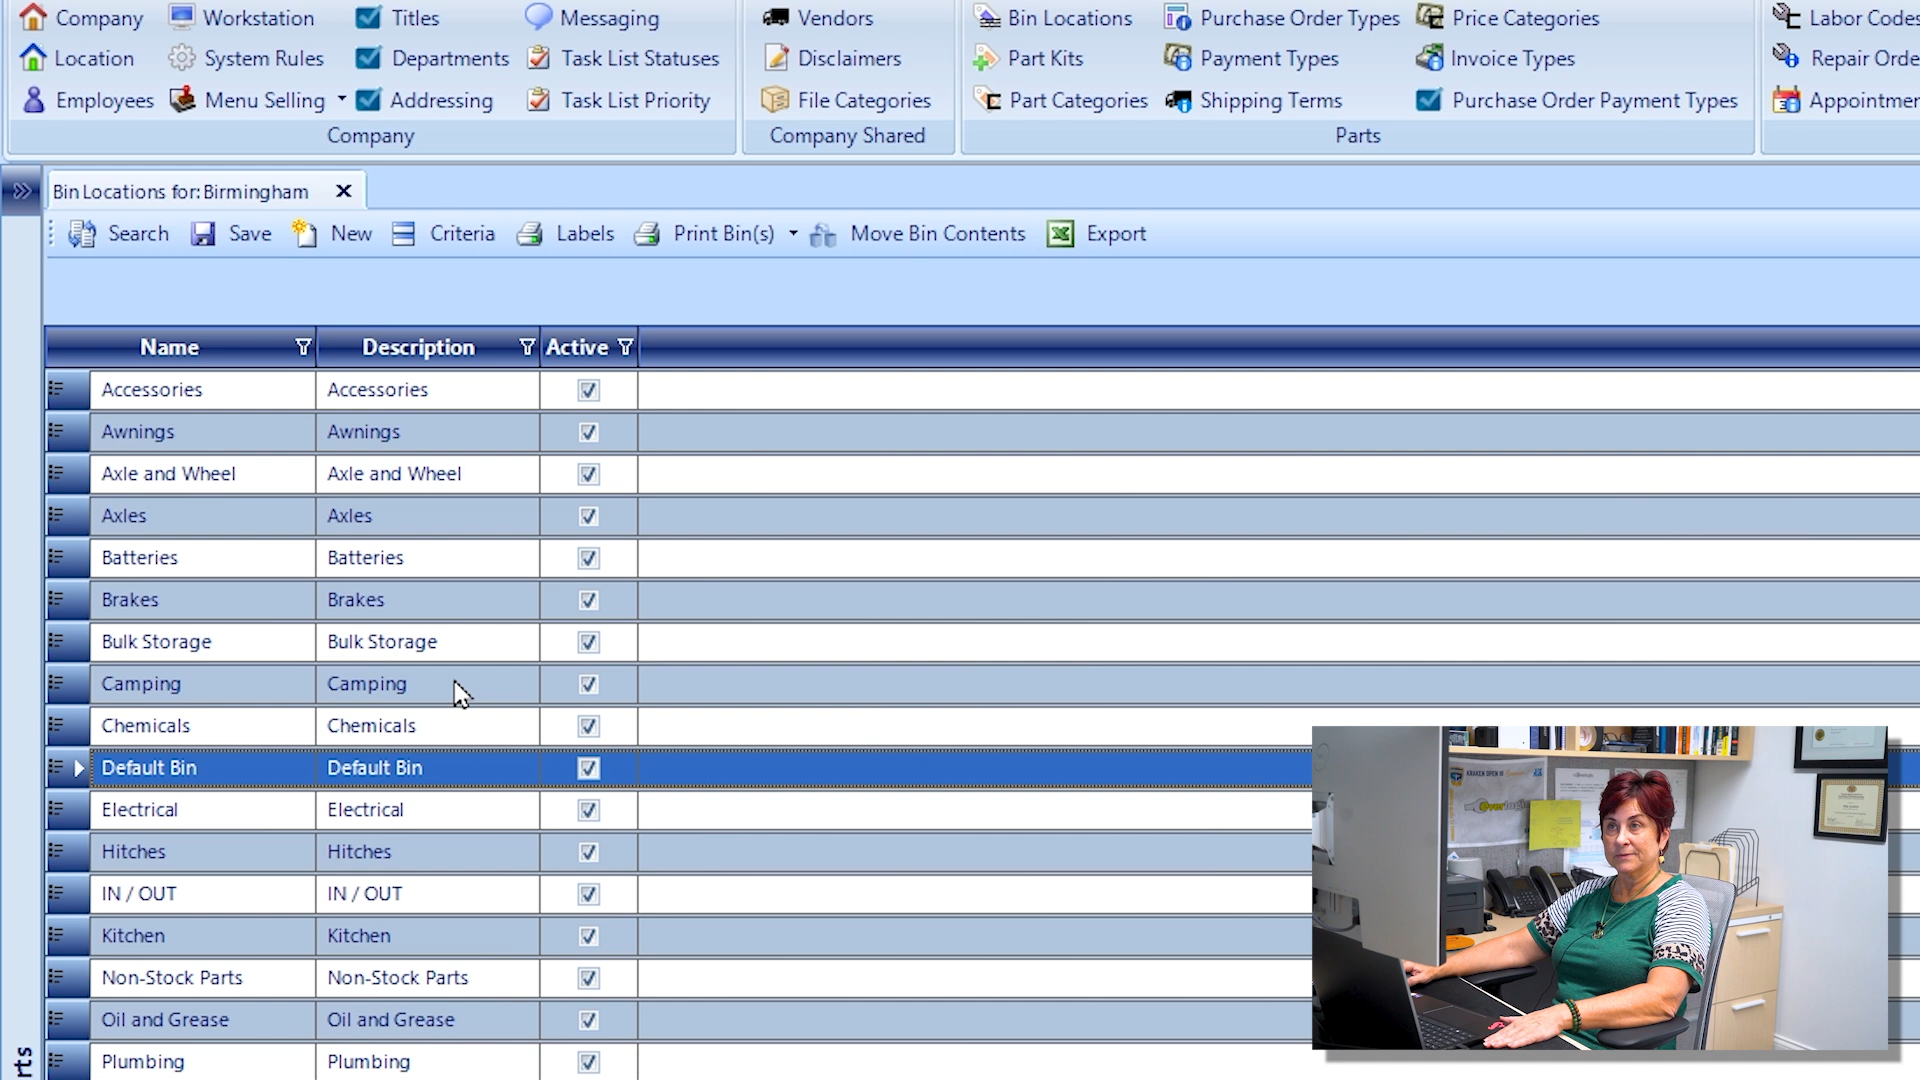 Company Workstation Titles Messaging Vendors Bin Locations Purchase Order Types Price Categories Labor Codes
Location System Rules Departments Task List Statuses Disclaimers Part Kits Payment Types Invoice Types Repair Orde
Employees Menu Selling Addressing Task List Priority File Categories Part Categories Shipping Terms Purchase Order Payment Types Appointmen
Company Company Shared Parts
Bin Locations for: Birmingham
Search Save New Criteria Labels Print Bin(s) Move Bin Contents Export
Name Description Active
Accessories Accessories
Awnings Awnings
Axle and Wheel Axle and Wheel
Axles Axles
Batteries Batteries
Brakes Brakes
Bulk Storage Bulk Storage
Camping Camping
Chemicals Chemicals
Default Bin Default Bin
Electrical Electrical
Hitches Hitches
IN / OUT IN / OUT
Kitchen Kitchen
Non-Stock Parts Non-Stock Parts
Oil and Grease Oil and Grease
Plumbing Plumbing
rts
KRAKEN OPEN